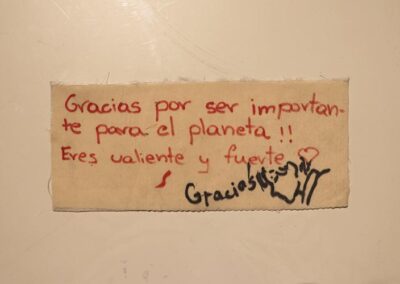 Gracias por ser importan-
te para el planeta !!
Eres valiente y fuerte ♡
Gracias